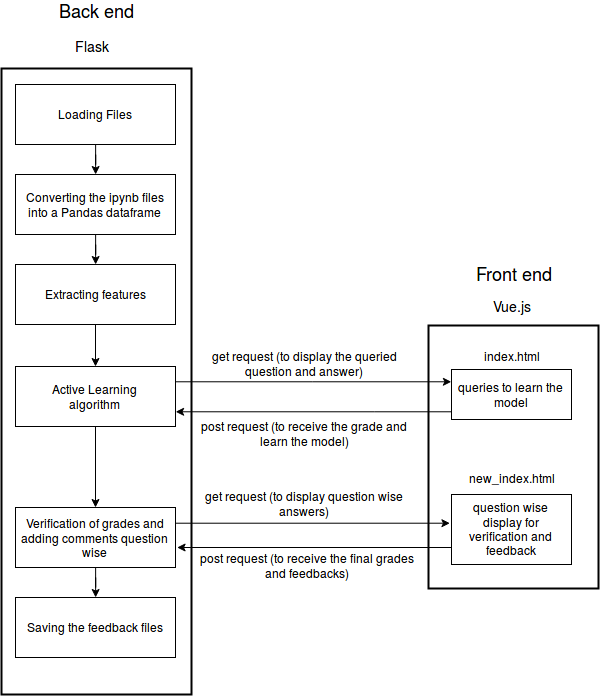 Back end
Flask
Loading Files
Converting the ipynb files
into a Pandas dataframe
Extracting features
Active Learning
algorithm
Verification of grades and
adding comments question
wise
Saving the feedback files
get request (to display the queried
question and answer)
post request (to receive the grade and
learn the model)
get request (to display question wise
answers)
post request (to receive the final grades
and feedbacks)
Front end
Vue.js
index.html
queries to learn the
model
new_index.html
question wise
display for
verification and
feedback